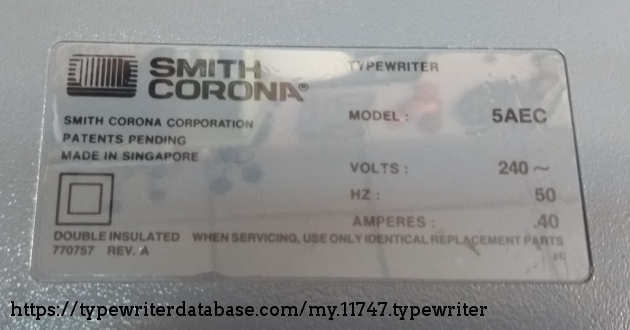 SMITH CORONA®
TYPEWRITER
SMITH CORONA CORPORATION
PATENTS PENDING
MADE IN SINGAPORE
MODEL: 5AEC
VOLTS: 240 ~
HZ: 50
AMPERES: .40
DOUBLE INSULATED WHEN SERVICING, USE ONLY IDENTICAL REPLACEMENT PARTS
770757 REV. A
https://typewriterdatabase.com/my.11747.typewriter